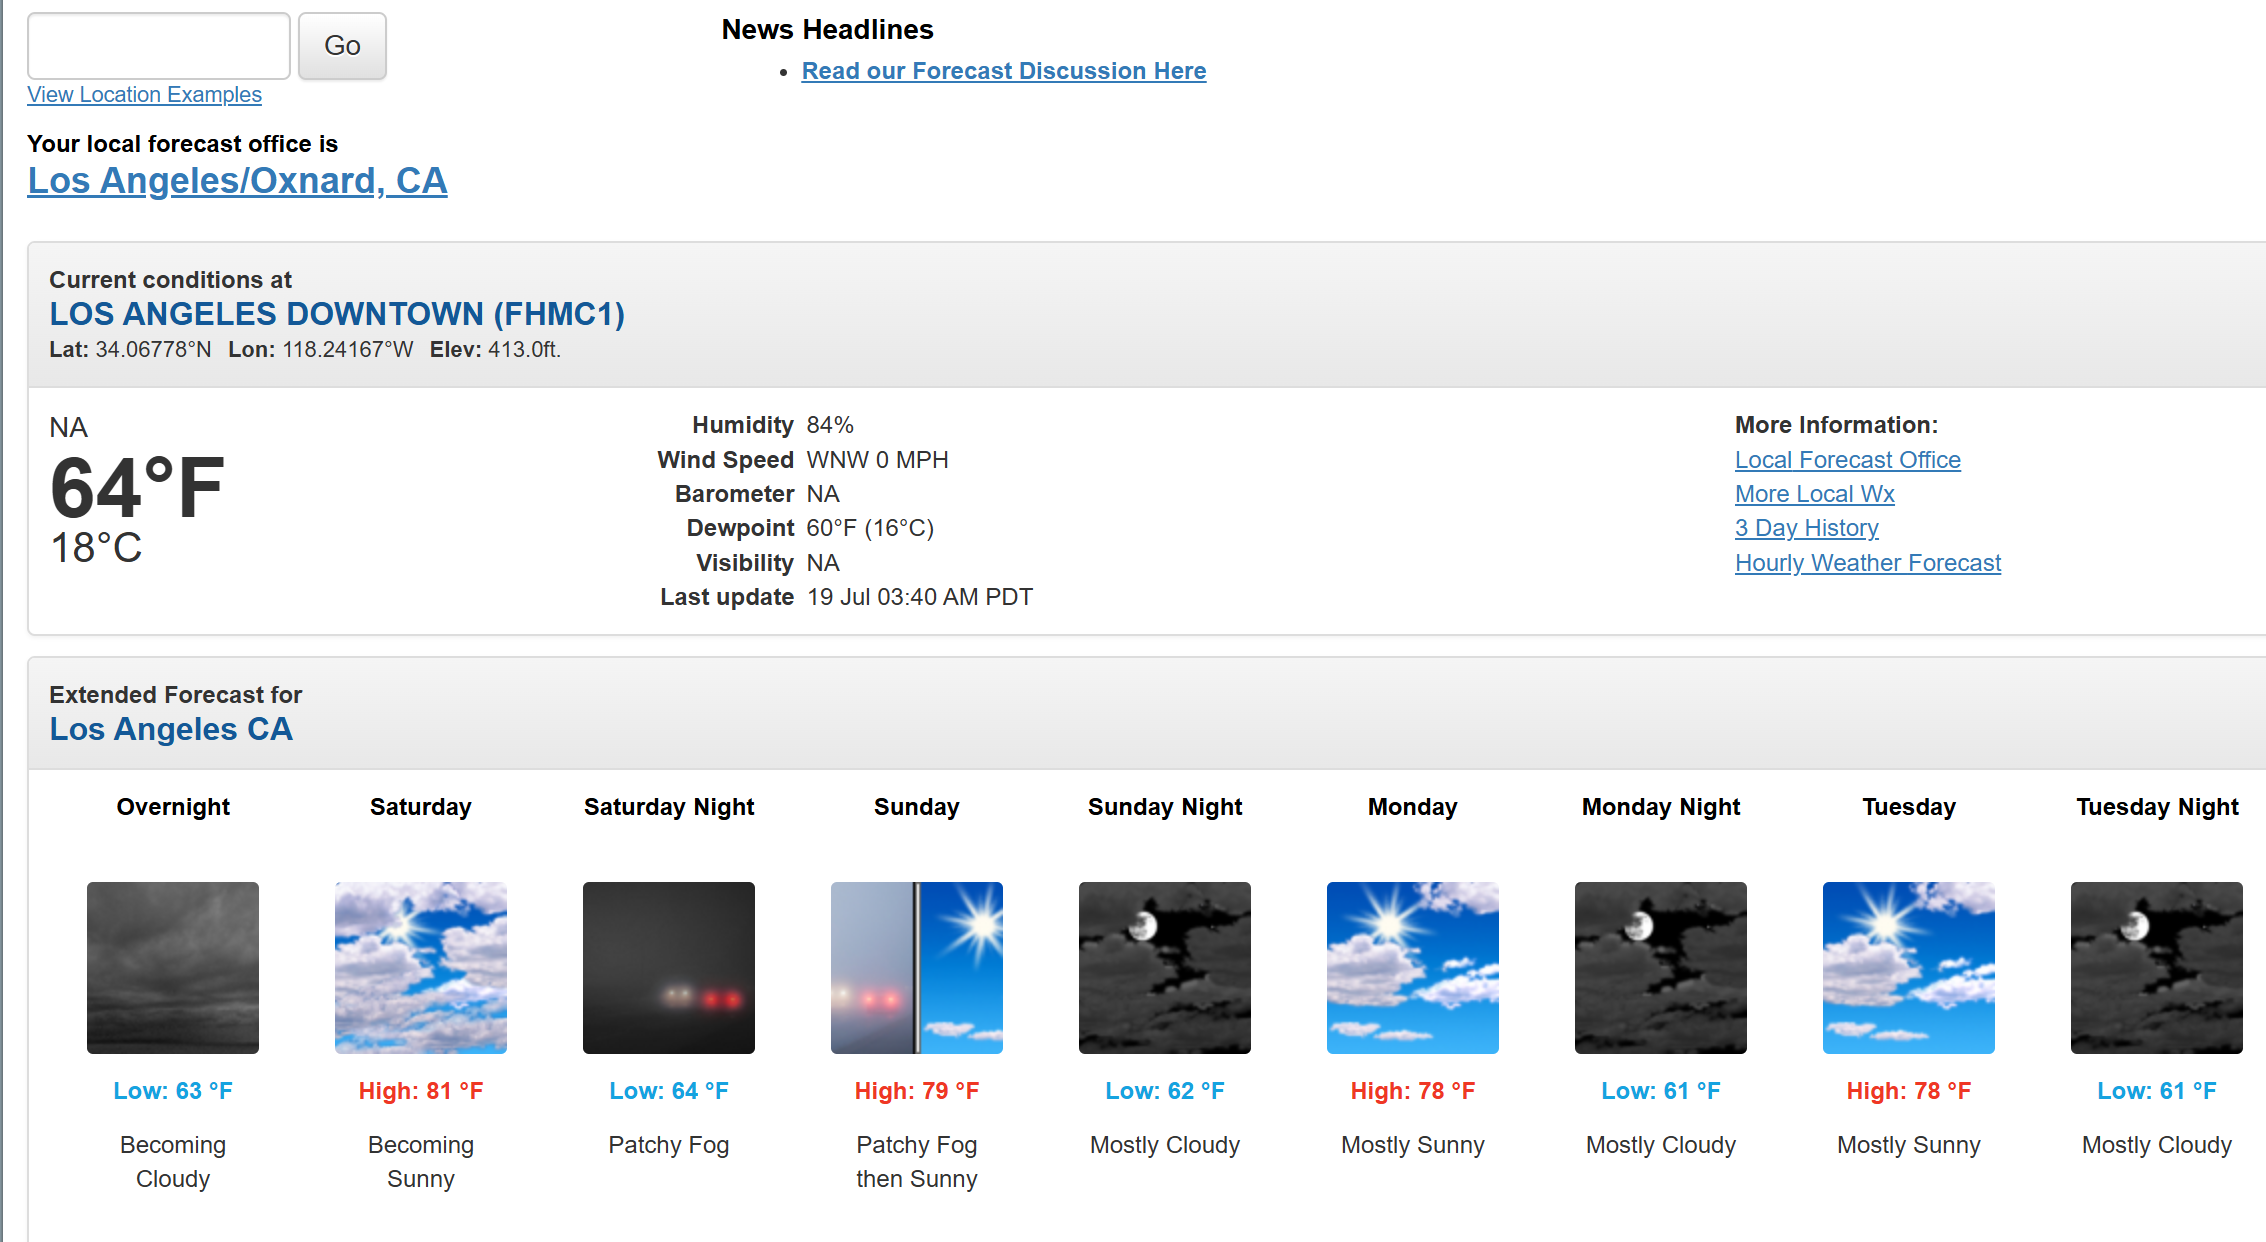 Go
View Location Examples
News Headlines
• Read our Forecast Discussion Here
Your local forecast office is
Los Angeles/Oxnard, CA
Current conditions at
LOS ANGELES DOWNTOWN (FHMC1)
Lat: 34.06778°N Lon: 118.24167°W Elev: 413.0ft.
NA
64°F
18°C
Humidity 84%
Wind Speed WNW 0 MPH
Barometer NA
Dewpoint 60°F (16°C)
Visibility NA
Last update 19 Jul 03:40 AM PDT
More Information:
Local Forecast Office
More Local Wx
3 Day History
Hourly Weather Forecast
Extended Forecast for
Los Angeles CA
Overnight
Low: 63 °F
Becoming
Cloudy
Saturday
High: 81 °F
Becoming
Sunny
Saturday Night
Low: 64 °F
Patchy Fog
Sunday
High: 79 °F
Patchy Fog
then Sunny
Sunday Night
Low: 62 °F
Mostly Cloudy
Monday
High: 78 °F
Mostly Sunny
Monday Night
Low: 61 °F
Mostly Cloudy
Tuesday
High: 78 °F
Mostly Sunny
Tuesday Night
Low: 61 °F
Mostly Cloudy